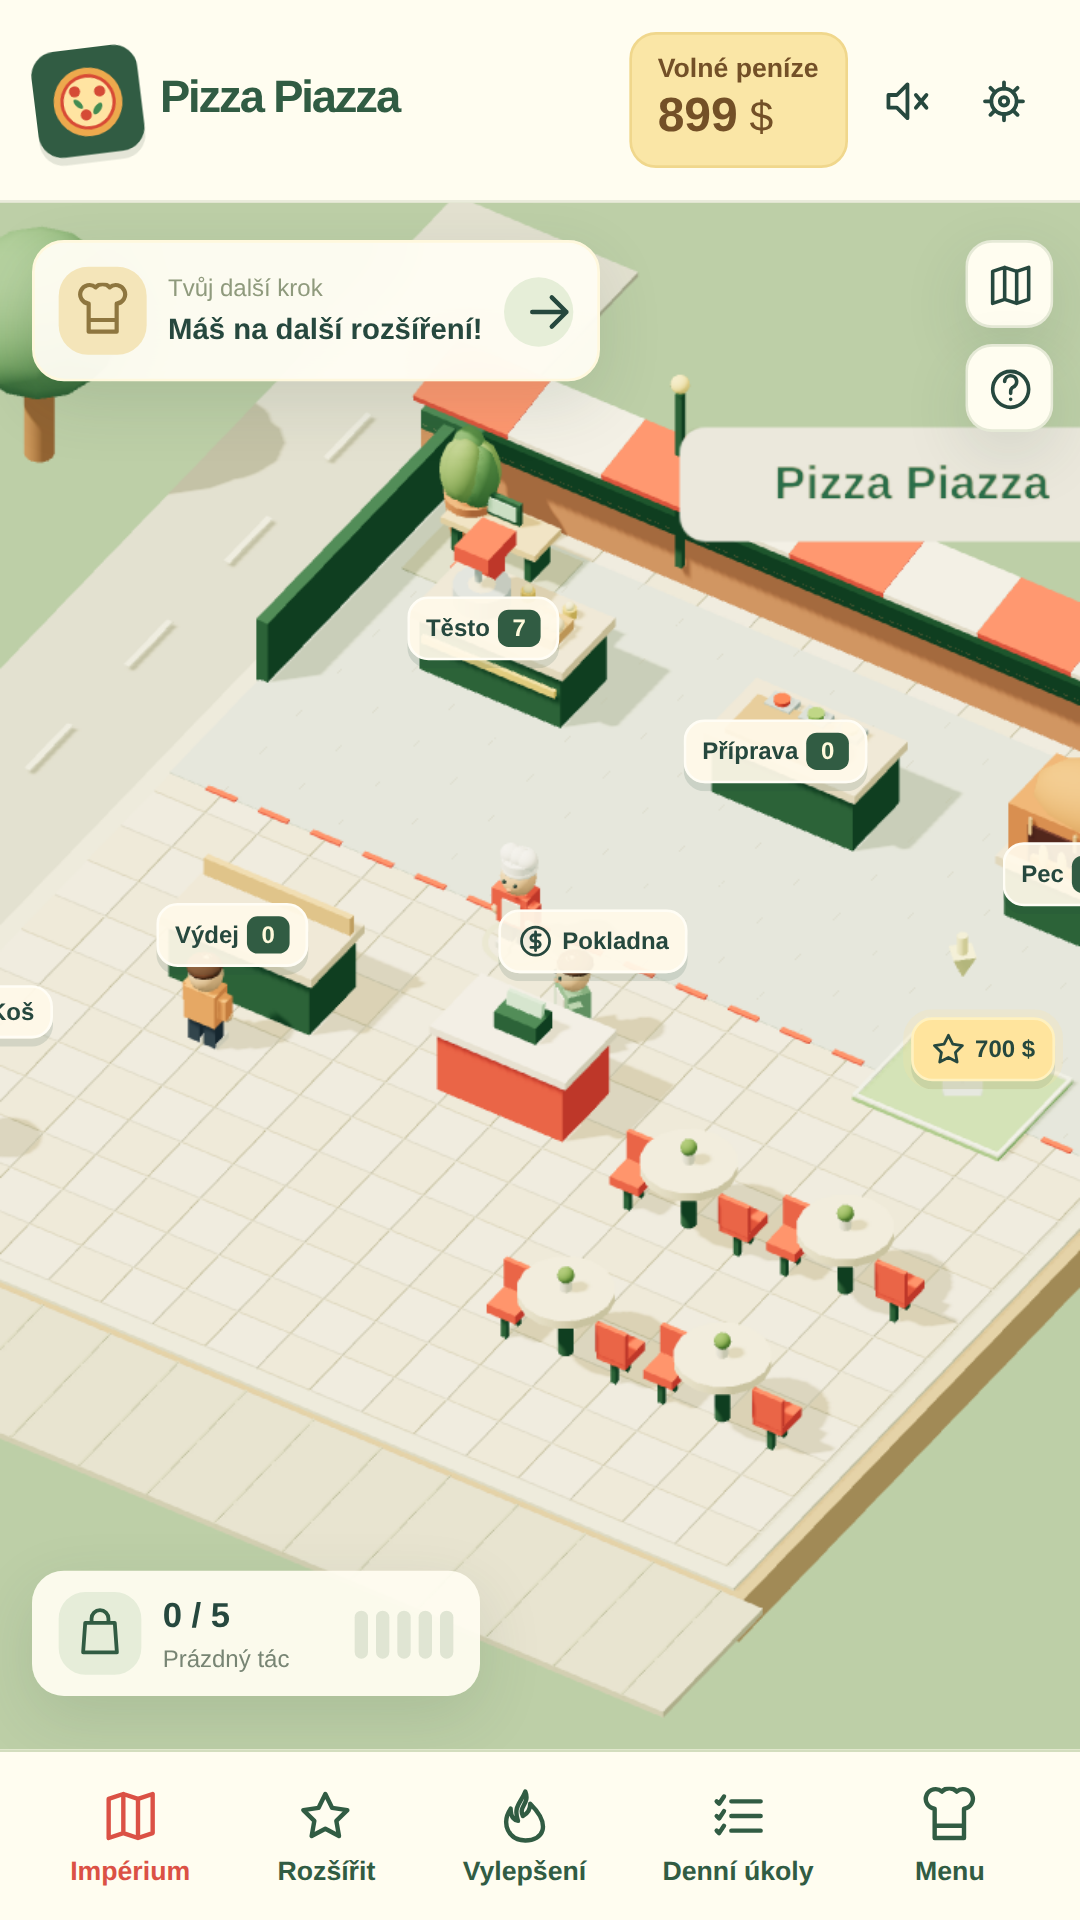 Pizza Piazza
Volné peníze
899 $
Tvůj další krok
Máš na další rozšíření!
Pizza Piazza
Těsto 7
Příprava 0
Pec
Výdej 0
Pokladna
Koš
700 $
0 / 5
Prázdný tác
Impérium
Rozšířit
Vylepšení
Denní úkoly
Menu